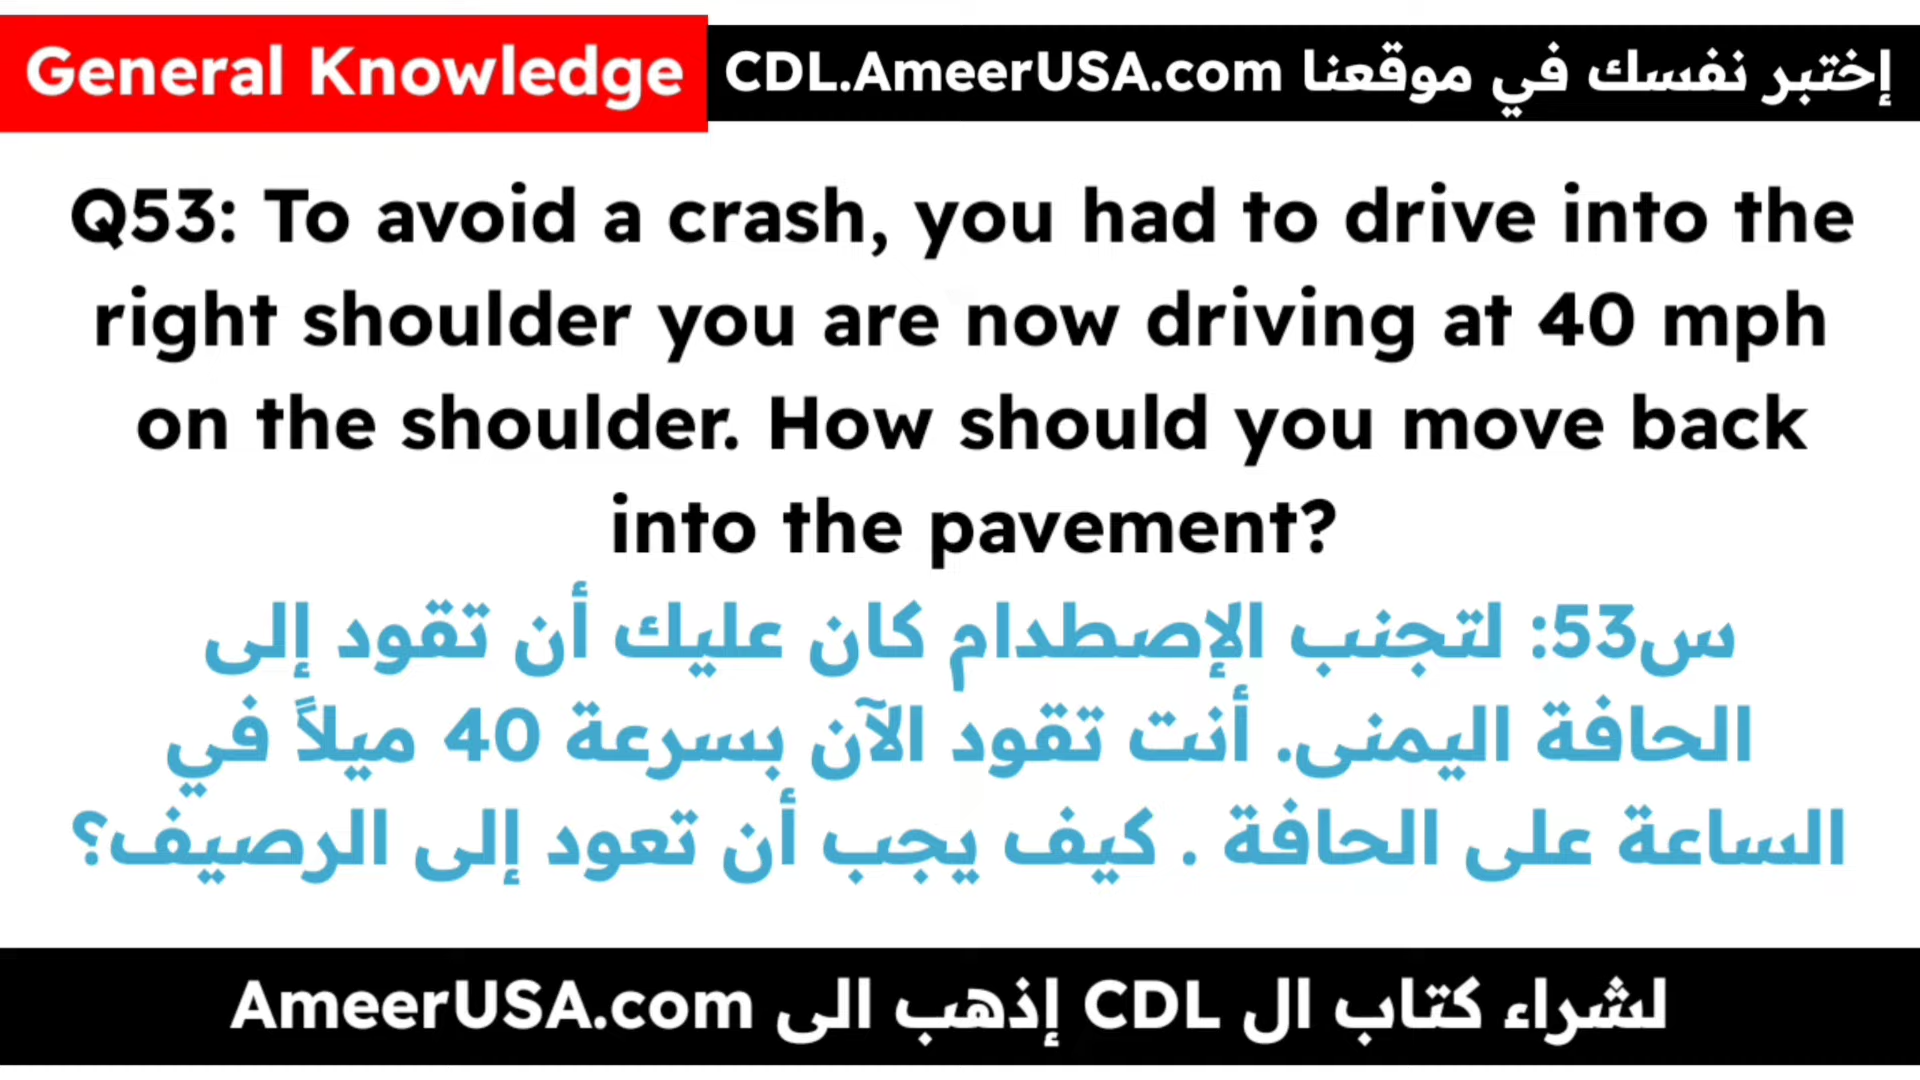 General Knowledge
إختبر نفسك في موقعنا CDL.AmeerUSA.com
Q53: To avoid a crash, you had to drive into the
right shoulder you are now driving at 40 mph
on the shoulder. How should you move back
into the pavement?
س53: لتجنب الإصطدام كان عليك أن تقود إلى
الحافة اليمنى. أنت تقود الآن بسرعة 40 ميلاً في
الساعة على الحافة . كيف يجب أن تعود إلى الرصيف؟
لشراء كتاب ال CDL إذهب الى AmeerUSA.com